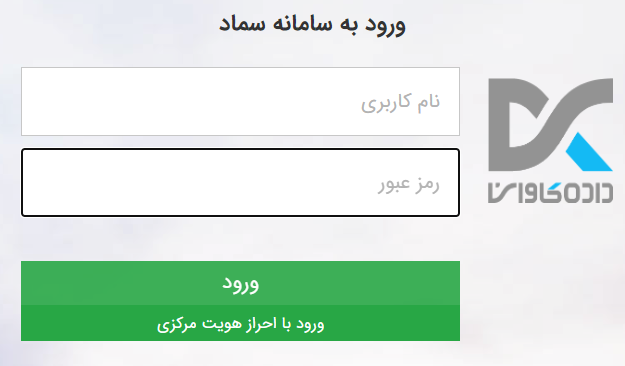 ورود به سامانه سماد
نام کاربری
رمز عبور
داده‌کاوان
ورود
ورود با احراز هویت مرکزی